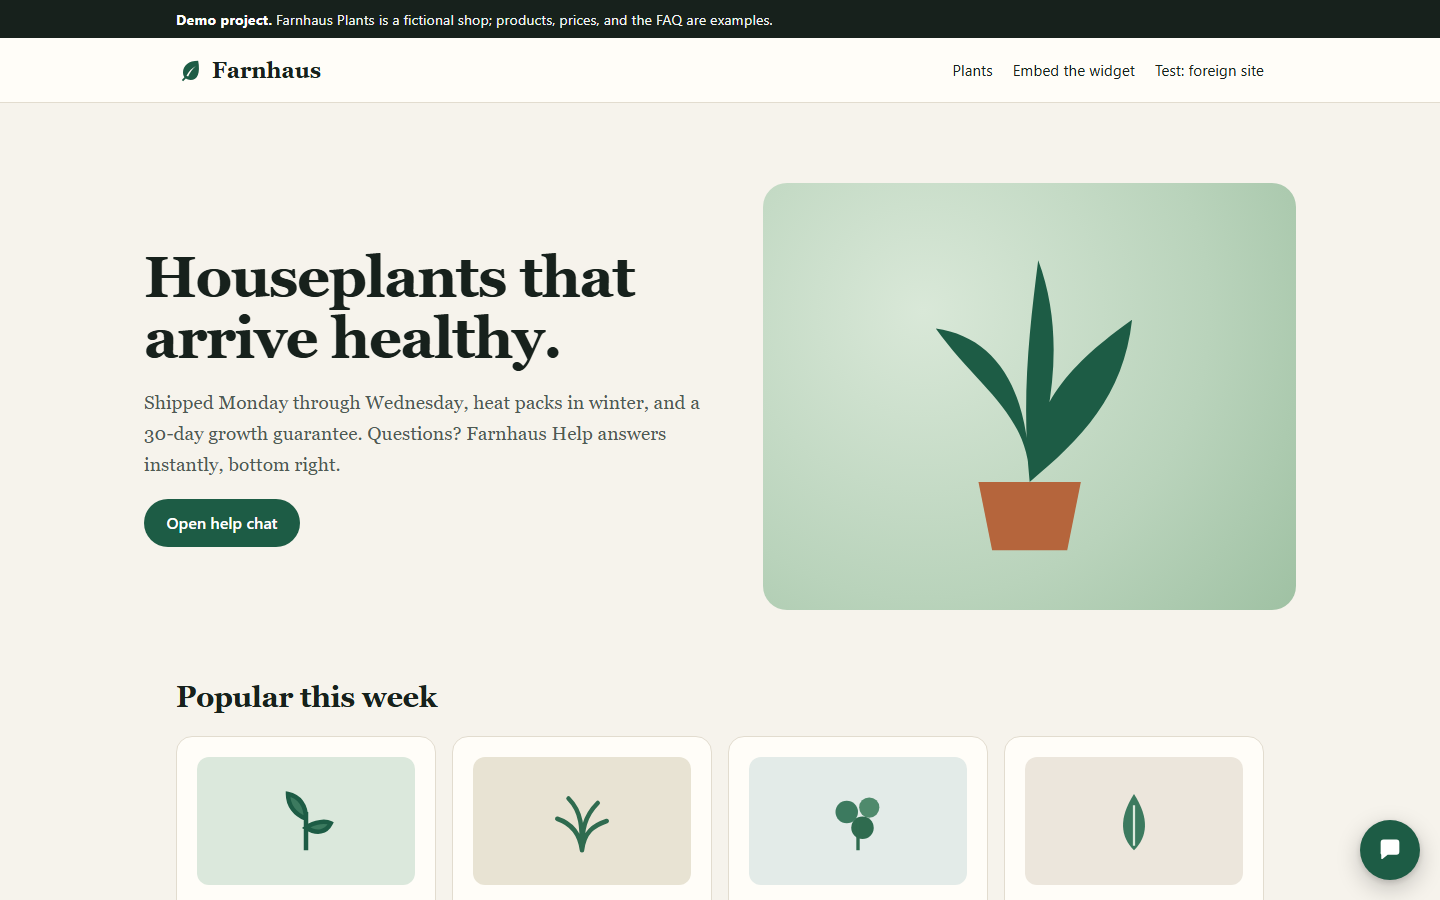 Demo project. Farnhaus Plants is a fictional shop; products, prices, and the FAQ are examples.
Farnhaus
Plants
Embed the widget
Test: foreign site
Houseplants that
arrive healthy.
Shipped Monday through Wednesday, heat packs in winter, and a
30-day growth guarantee. Questions? Farnhaus Help answers
instantly, bottom right.
Open help chat
Popular this week